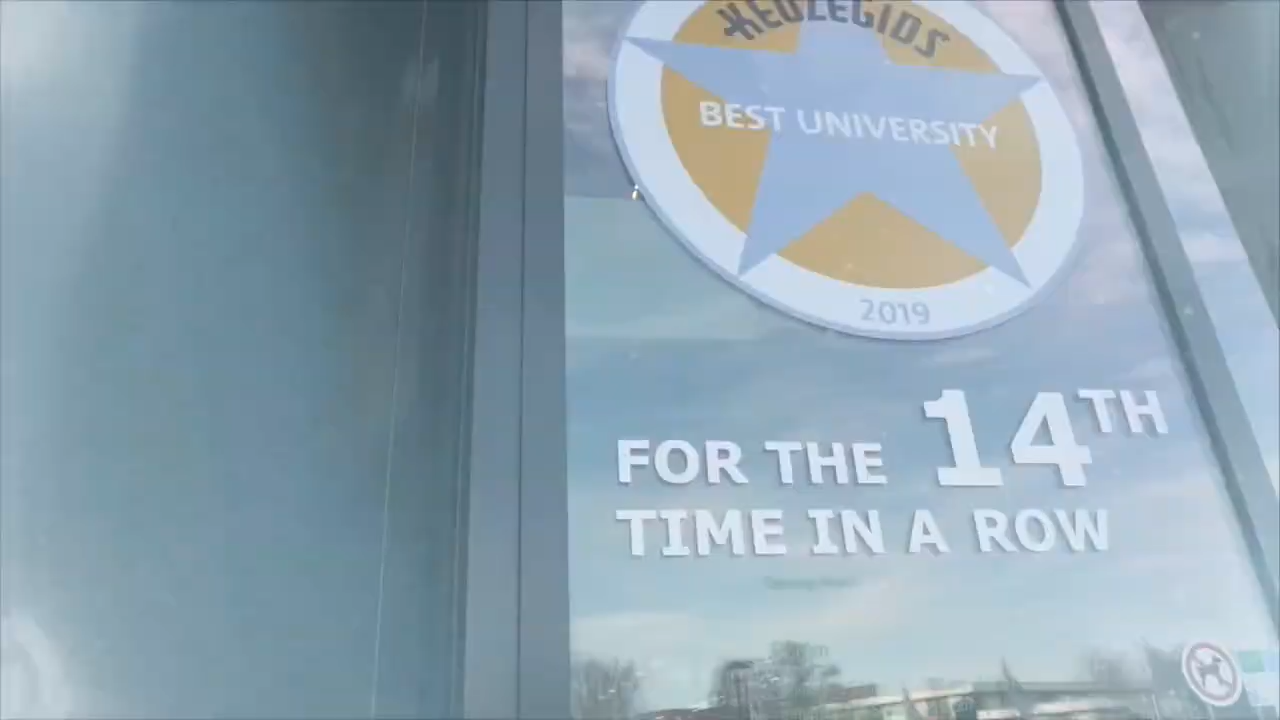 KEUZEGIDS
BEST UNIVERSITY
2019
FOR THE 14TH
TIME IN A ROW